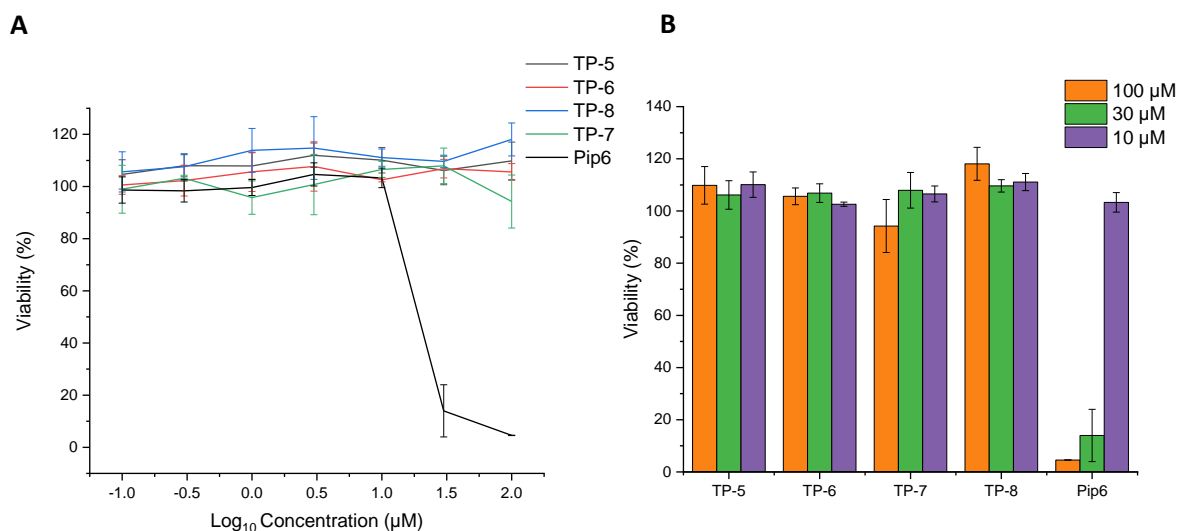 A
TP-5
TP-6
TP-8
TP-7
Pip6
120
100
80
60
40
20
0
Viability (%)
-1.0 -0.5 0.0 0.5 1.0 1.5 2.0
Log10 Concentration (µM)
B
100 µM
30 µM
10 µM
140
120
100
80
60
40
20
0
Viability (%)
TP-5 TP-6 TP-7 TP-8 Pip6